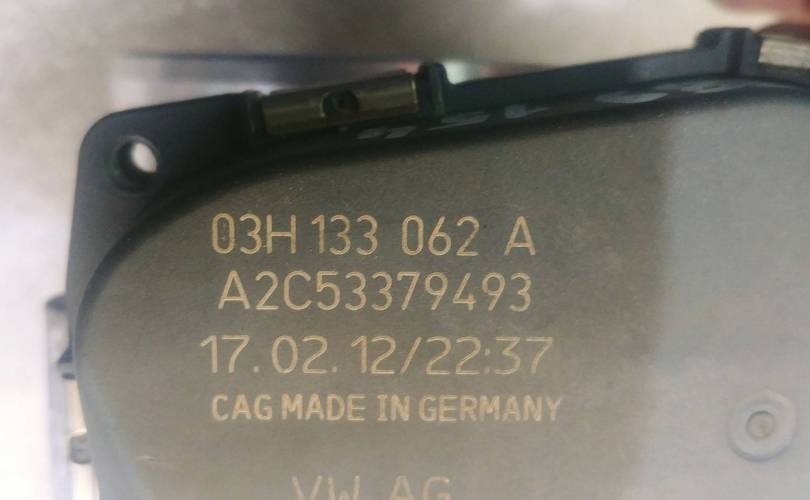 03H 133 062 A
A2C53379493
17.02.12/22:37
CAG MADE IN GERMANY
VW AG